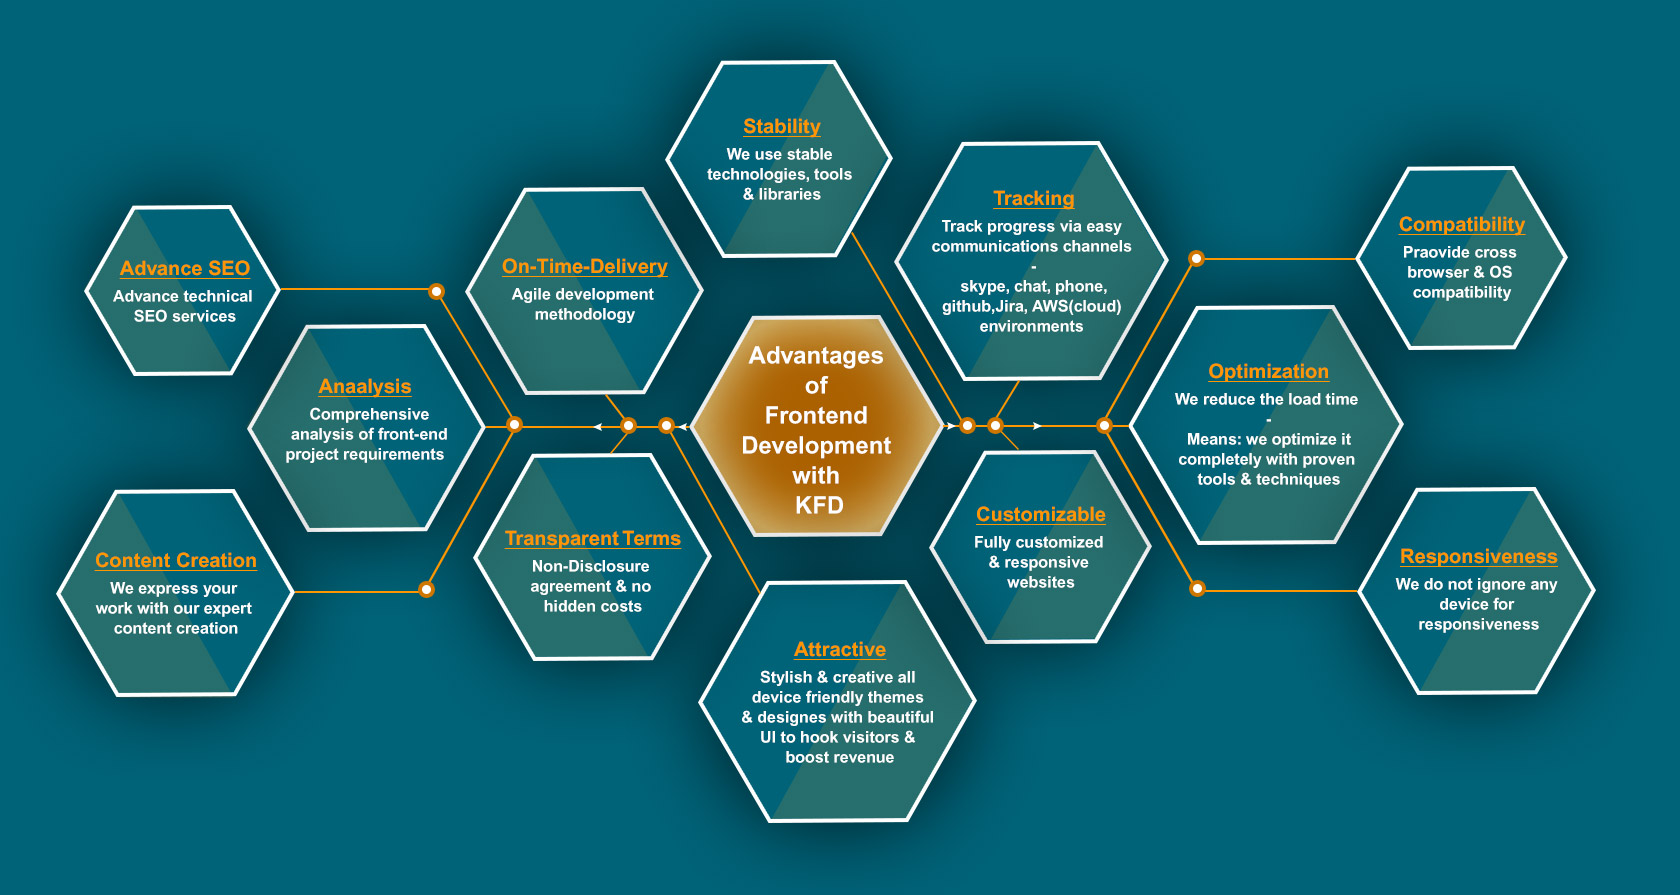 Stability
We use stable
technologies, tools
& libraries
Tracking
Track progress via easy
communications channels
-
skype, chat, phone,
github,Jira, AWS(cloud)
environments
Compatibility
Praovide cross
browser & OS
compatibility
Advance SEO
Advance technical
SEO services
On-Time-Delivery
Agile development
methodology
Advantages
of
Frontend
Development
with
KFD
Anaalysis
Comprehensive
analysis of front-end
project requirements
Optimization
We reduce the load time
-
Means: we optimize it
completely with proven
tools & techniques
Content Creation
We express your
work with our expert
content creation
Transparent Terms
Non-Disclosure
agreement & no
hidden costs
Customizable
Fully customized
& responsive
websites
Responsiveness
We do not ignore any
device for
responsiveness
Attractive
Stylish & creative all
device friendly themes
& designes with beautiful
UI to hook visitors &
boost revenue